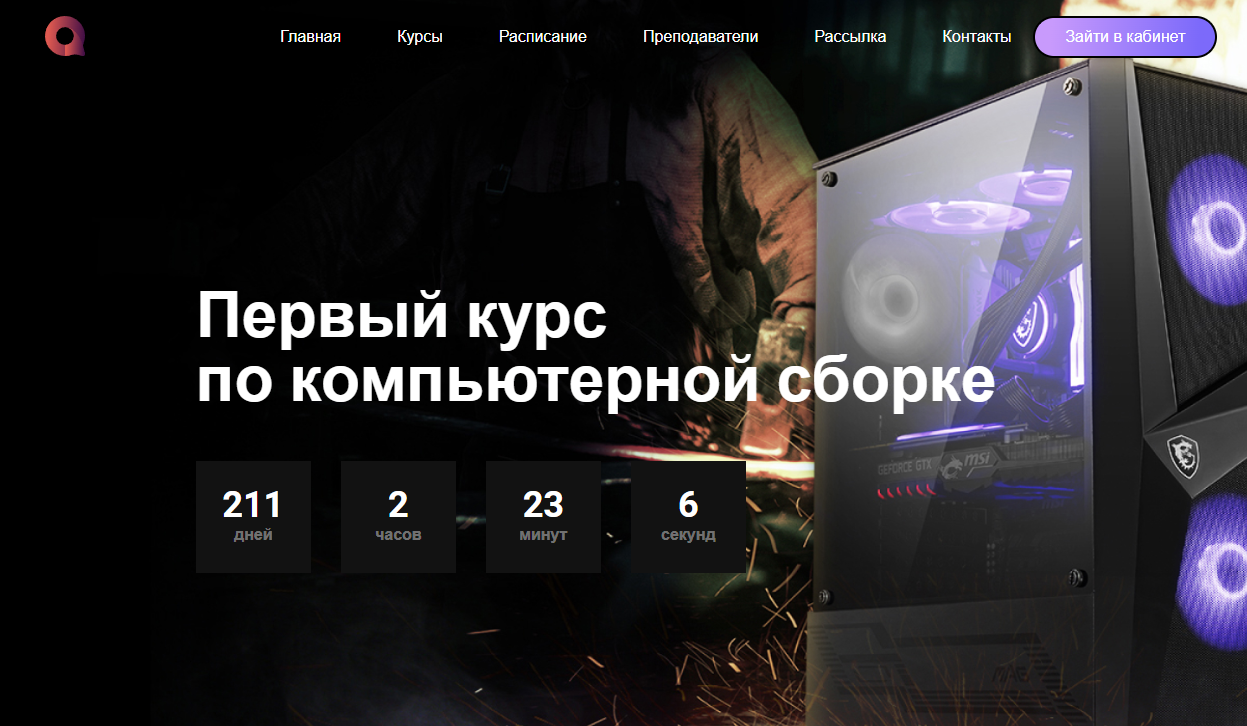 Главная Курсы Расписание Преподаватели Рассылка Контакты Зайти в кабинет
Первый курс
по компьютерной сборке
211 2 23 6
дней часов минут секунд
GEFORCE GTX msi